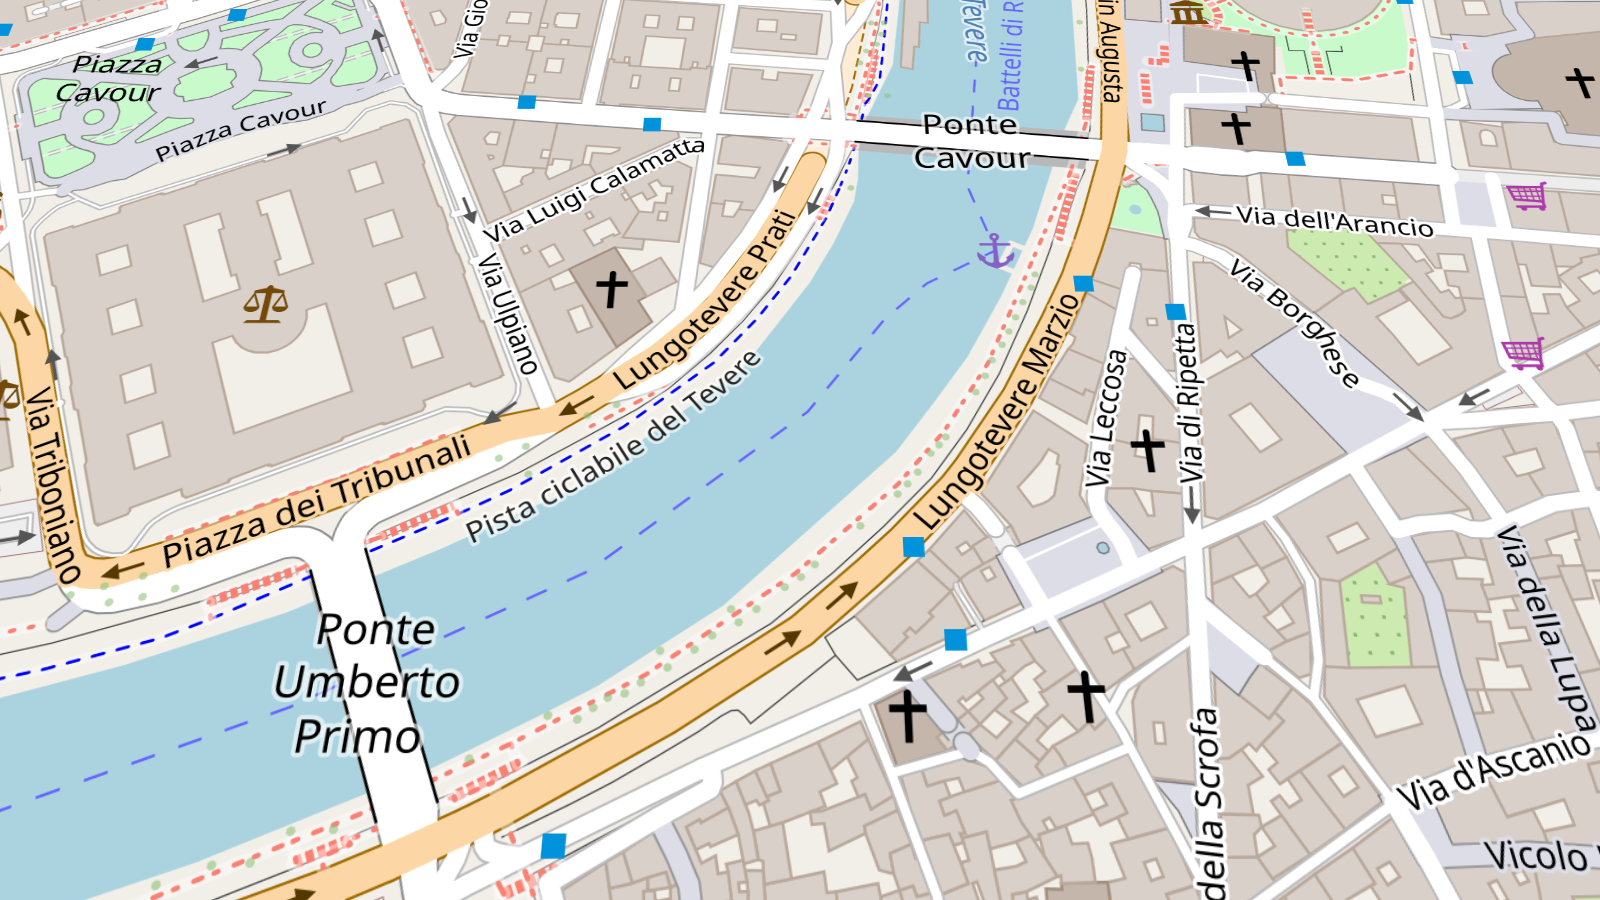 Via Gio
Piazza
Cavour
Piazza Cavour
Tevere
Battelli di R
in Augusta
Ponte
Cavour
Via Luigi Calamatta
Via dell'Arancio
Via Ulpiano
Lungotevere Prati
Via Borghese
Lungotevere Marzio
Via Leccosa
Via di Ripetta
Via Triboniano
Piazza dei Tribunali
Pista ciclabile del Tevere
Via della Lupa
Ponte
Umberto
Primo
della Scrofa
Via d'Ascanio
Vicolo